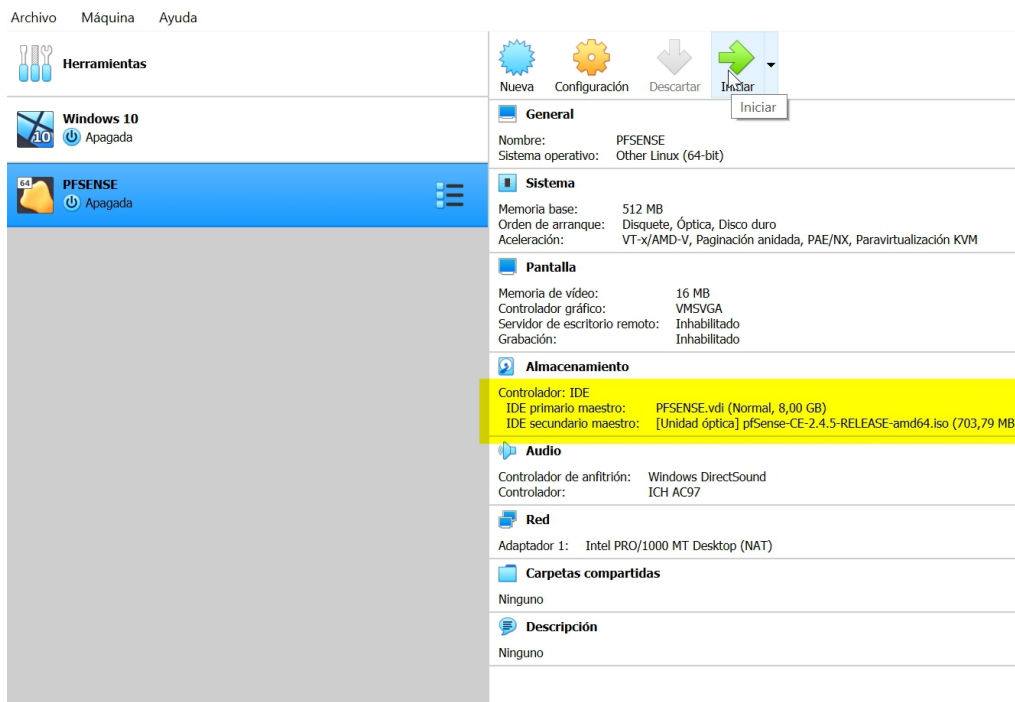 Archivo Máquina Ayuda
Herramientas
Windows 10
10
Apagada
64
PFSENSE
Apagada
Nueva Configuración Descartar Iniciar
Iniciar
General
Nombre: PFSENSE
Sistema operativo: Other Linux (64-bit)
Sistema
Memoria base: 512 MB
Orden de arranque: Disquete, Óptica, Disco duro
Aceleración: VT-x/AMD-V, Paginación anidada, PAE/NX, Paravirtualización KVM
Pantalla
Memoria de vídeo: 16 MB
Controlador gráfico: VMSVGA
Servidor de escritorio remoto: Inhabilitado
Grabación: Inhabilitado
Almacenamiento
Controlador: IDE
IDE primario maestro: PFSENSE.vdi (Normal, 8,00 GB)
IDE secundario maestro: [Unidad óptica] pfSense-CE-2.4.5-RELEASE-amd64.iso (703,79 MB
Audio
Controlador de anfitrión: Windows DirectSound
Controlador: ICH AC97
Red
Adaptador 1: Intel PRO/1000 MT Desktop (NAT)
Carpetas compartidas
Ninguno
Descripción
Ninguno